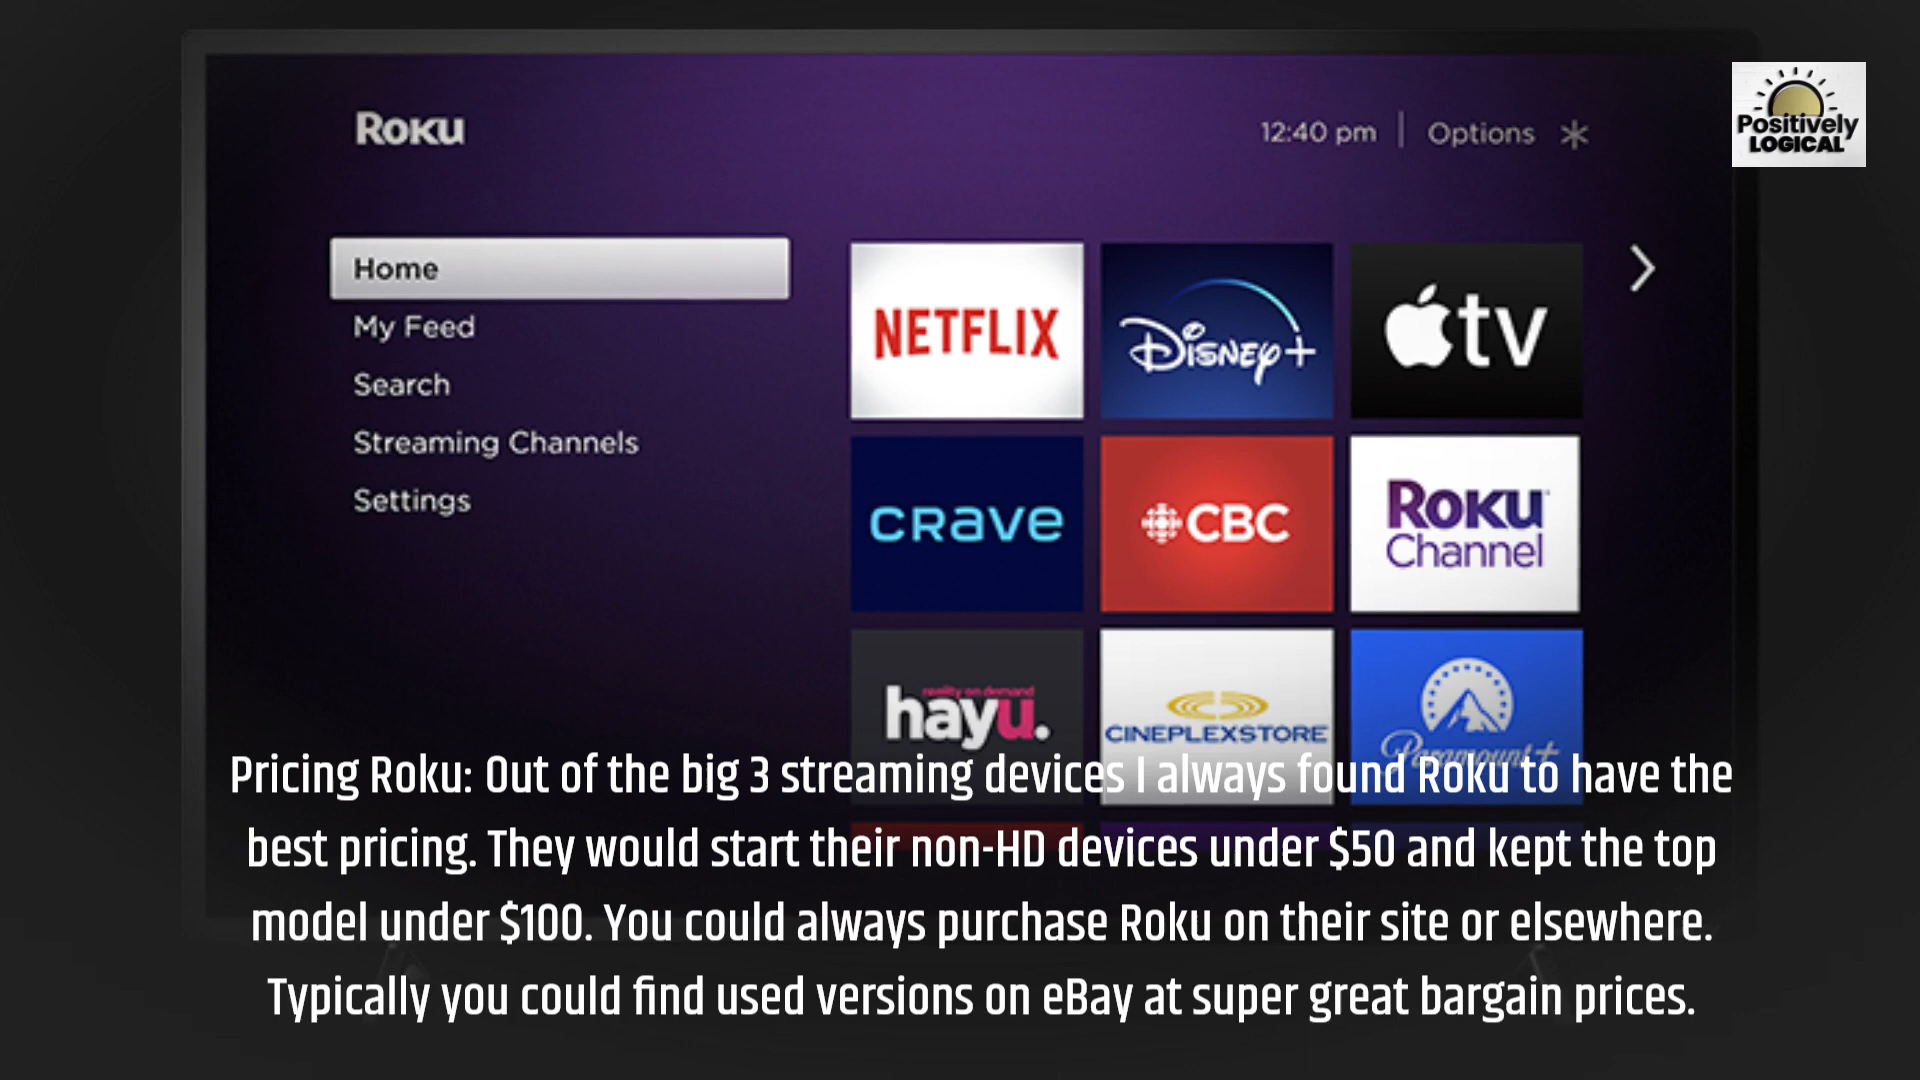 Roku
12:40 pm | Options
Positively
LOGICAL
Home
My Feed
Search
Streaming Channels
Settings
NETFLIX
Disney+
tv
crave
CBC
Roku
Channel
reality on demand
hayu.
CINEPLEXSTORE
Paramount+
Pricing Roku: Out of the big 3 streaming devices I always found Roku to have the
best pricing. They would start their non-HD devices under $50 and kept the top
model under $100. You could always purchase Roku on their site or elsewhere.
Typically you could find used versions on eBay at super great bargain prices.